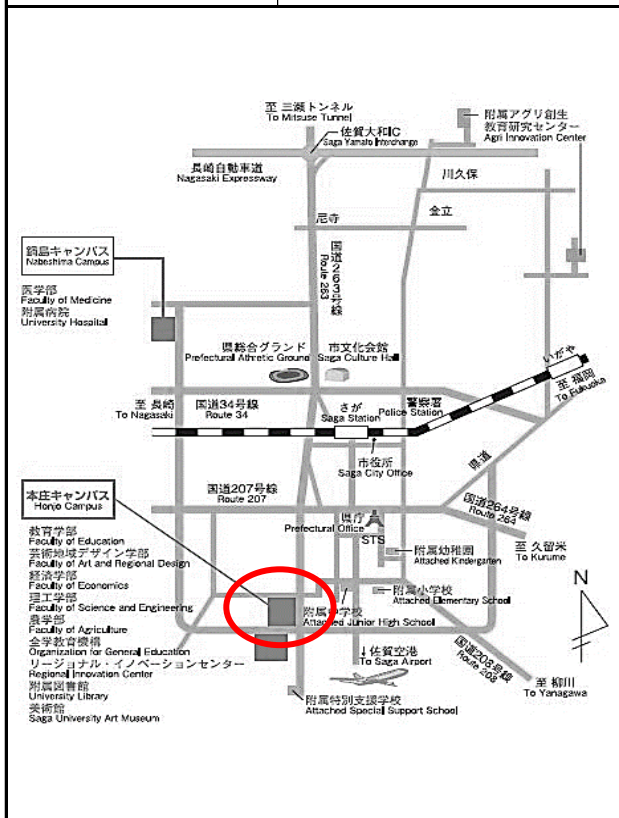 至 三瀬トンネル
To Mitsuse Tunnel
佐賀大和IC
Saga Yamato Interchange
附属アグリ創生
教育研究センター
Agri Innovation Center
長崎自動車道
Nagasaki Expressway
川久保
金立
尼寺
国道263号線
Route 263
鍋島キャンパス
Nabeshima Campus
医学部
Faculty of Medicine
附属病院
University Hospital
県総合グランド
Prefectural Athretic Ground
市文化会館
Saga Culture Hall
いがや
至 福岡
To Fukuoka
至 長崎
To Nagasaki
国道34号線
Route 34
さが
Saga Station
警察署
Police Station
市役所
Saga City Office
県道
本庄キャンパス
Honjo Campus
国道207号線
Route 207
県庁
Prefectural Office
STS
国道264号線
Route 264
至 久留米
To Kurume
教育学部
Faculty of Education
芸術地域デザイン学部
Faculty of Art and Regional Design
経済学部
Faculty of Economics
理工学部
Faculty of Science and Engineering
農学部
Faculty of Agriculture
全学教育機構
Organization for General Education
リージョナル・イノベーションセンター
Regional Innovation Center
附属図書館
University Library
美術館
Saga University Art Museum
附属幼稚園
Attached Kindergarten
附属小学校
Attached Elementary School
附属中学校
Attached Junior High School
N
↓佐賀空港
To Saga Airport
国道208号線
Route 208
至 柳川
To Yanagawa
附属特別支援学校
Attached Special Support School